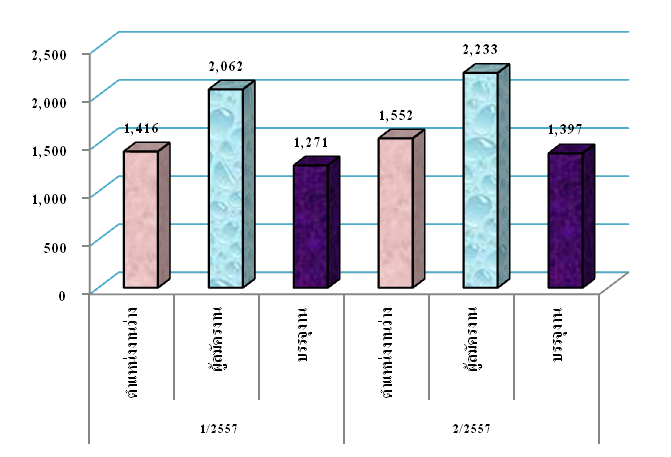 2,500
2,000
1,500
1,000
500
0
1,416
2,062
1,271
1,552
2,233
1,397
ตำแหน่งงานว่าง
ผู้สมัครงาน
บรรจุงาน
ตำแหน่งงานว่าง
ผู้สมัครงาน
บรรจุงาน
1/2557
2/2557